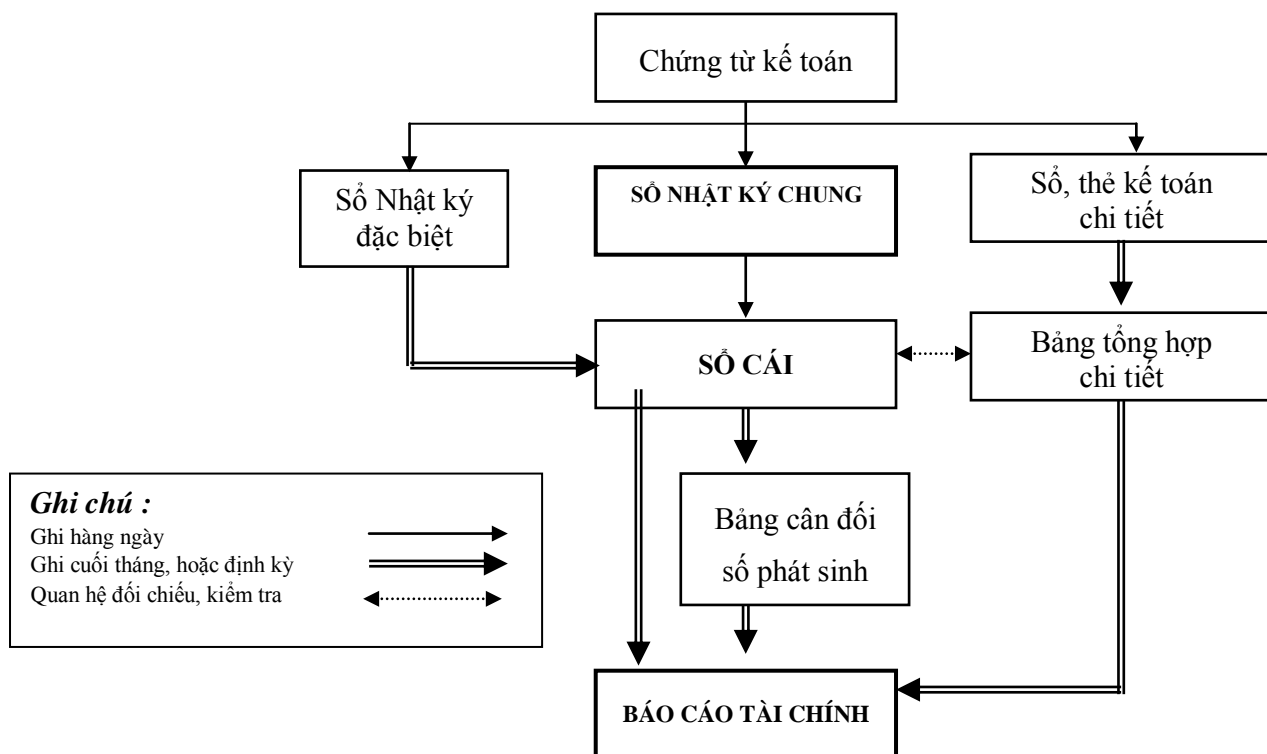 Chứng từ kế toán
Sổ Nhật ký
đặc biệt
SỔ NHẬT KÝ CHUNG
Sổ, thẻ kế toán
chi tiết
SỔ CÁI
Bảng tổng hợp
chi tiết
Ghi chú :
Ghi hàng ngày
Ghi cuối tháng, hoặc định kỳ
Quan hệ đối chiếu, kiểm tra
Bảng cân đối
số phát sinh
BÁO CÁO TÀI CHÍNH